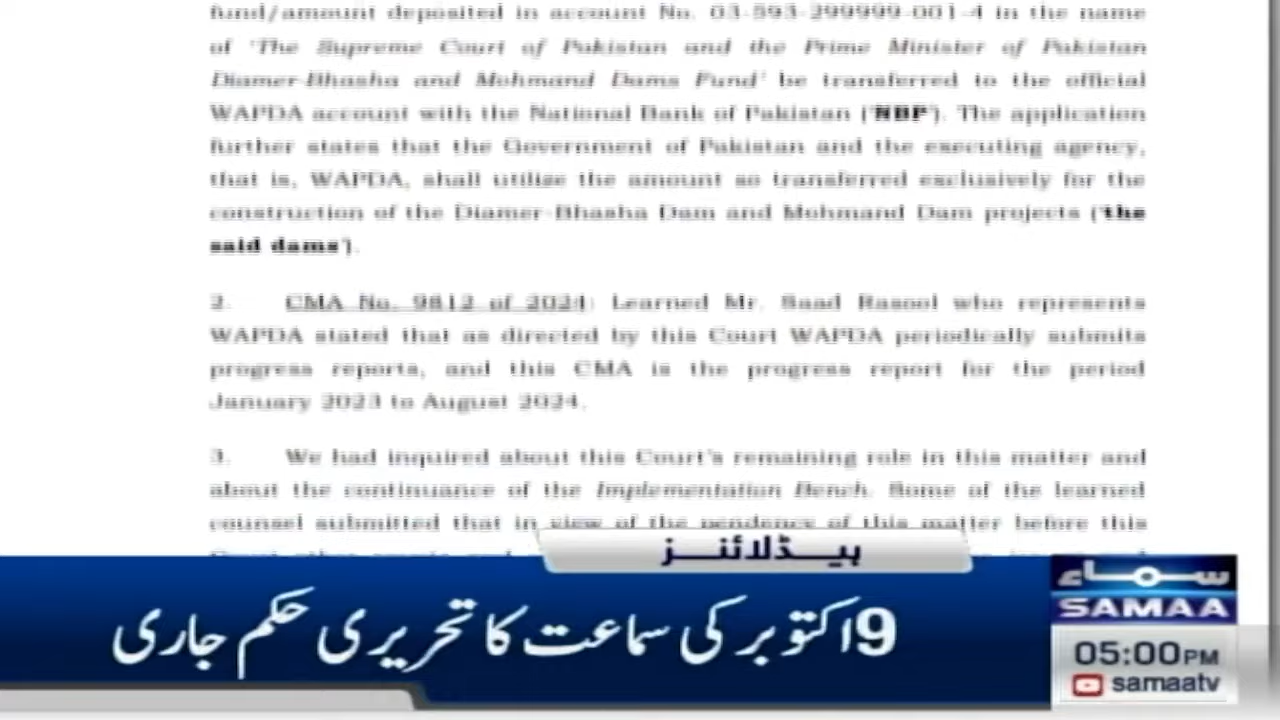 fund/amount deposited in account No. 03-593-299999-001-4 in the name
of 'The Supreme Court of Pakistan and the Prime Minister of Pakistan
Diamer-Bhasha and Mohmand Dams Fund' be transferred to the official
WAPDA account with the National Bank of Pakistan ('NBP'). The application
further states that the Government of Pakistan and the executing agency,
that is, WAPDA, shall utilize the amount so transferred exclusively for the
construction of the Diamer-Bhasha Dam and Mohmand Dam projects ('the
said dams').
2. CMA No. 9812 of 2024: Learned Mr. Saad Rasool who represents
WAPDA stated that as directed by this Court WAPDA periodically submits
progress reports, and this CMA is the progress report for the period
January 2023 to August 2024.
3. We had inquired about this Court's remaining role in this matter and
about the continuance of the Implementation Bench. Some of the learned
counsel submitted that in view of the pendency of this matter before this
ہیڈلائنز
9 اکتوبر کی سماعت کا تحریری حکم جاری
سماء
SAMAA
05:00PM
samaatv